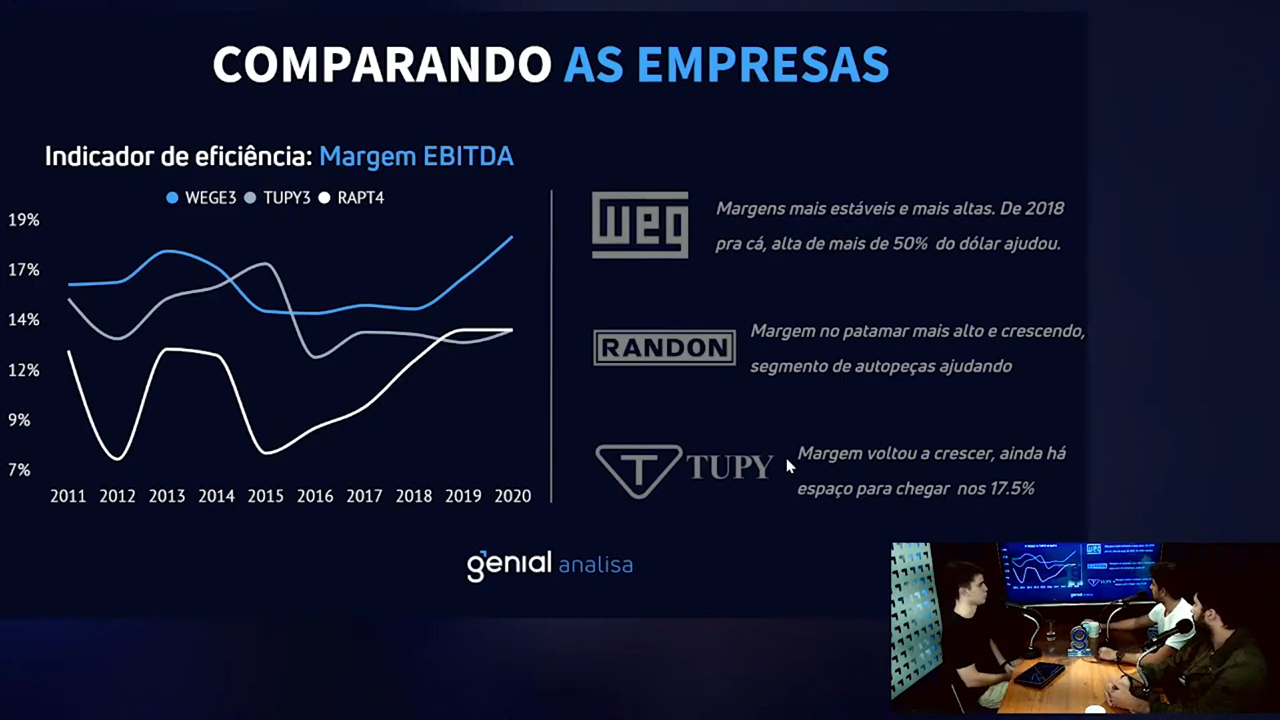 COMPARANDO AS EMPRESAS
Indicador de eficiência: Margem EBITDA
WEGE3 TUPY3 RAPT4
19%
17%
14%
12%
9%
7%
2011 2012 2013 2014 2015 2016 2017 2018 2019 2020
weg
Margens mais estáveis e mais altas. De 2018
pra cá, alta de mais de 50% do dólar ajudou.
RANDON
Margem no patamar mais alto e crescendo,
segmento de autopeças ajudando
T TUPY
Margem voltou a crescer, ainda há
espaço para chegar nos 17.5%
genial analisa